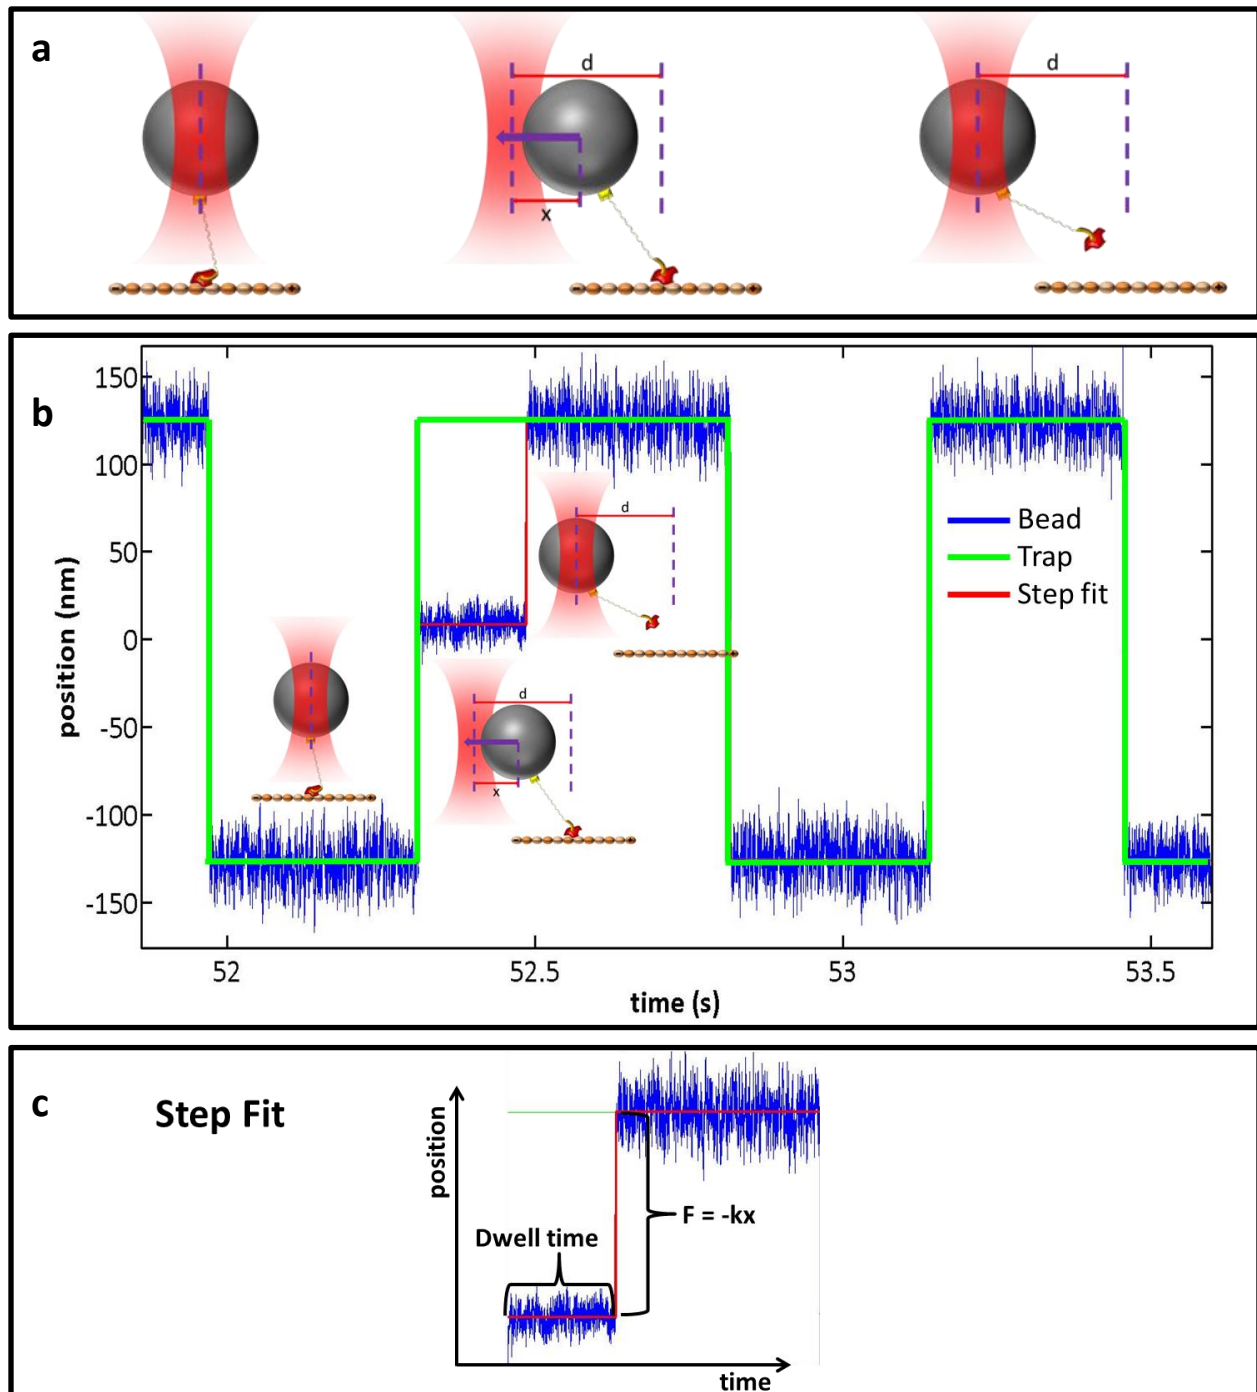 a
d
x
d
- +
- +
- +
b
position (nm)
150
100
50
0
-50
-100
-150
52
52.5
53
53.5
time (s)
Bead
Trap
Step fit
d
- +
d
x
- +
- +
c
Step Fit
position
F = -kx
Dwell time
time